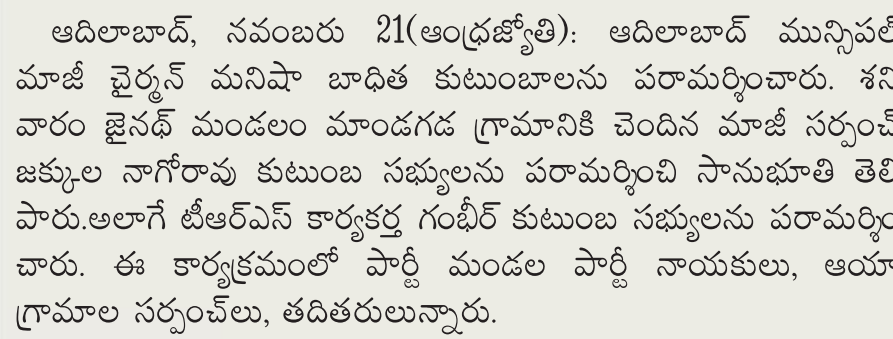 ఆదిలాబాద్, నవంబరు 21(ఆంధ్రజ్యోతి): ఆదిలాబాద్ మున్సిపల్
మాజీ చైర్మన్ మనిషా బాధిత కుటుంబాలను పరామర్శించారు. శని
వారం జైనథ్ మండలం మాండగడ గ్రామానికి చెందిన మాజీ సర్పంచ్
జక్కుల నాగోరావు కుటుంబ సభ్యులను పరామర్శించి సానుభూతి తెలి
పారు.అలాగే టీఆర్ఎస్ కార్యకర్త గంభీర్ కుటుంబ సభ్యులను పరామర్శిం
చారు. ఈ కార్యక్రమంలో పార్టీ మండల పార్టీ నాయకులు, ఆయా
గ్రామాల సర్పంచ్‌లు, తదితరులున్నారు.